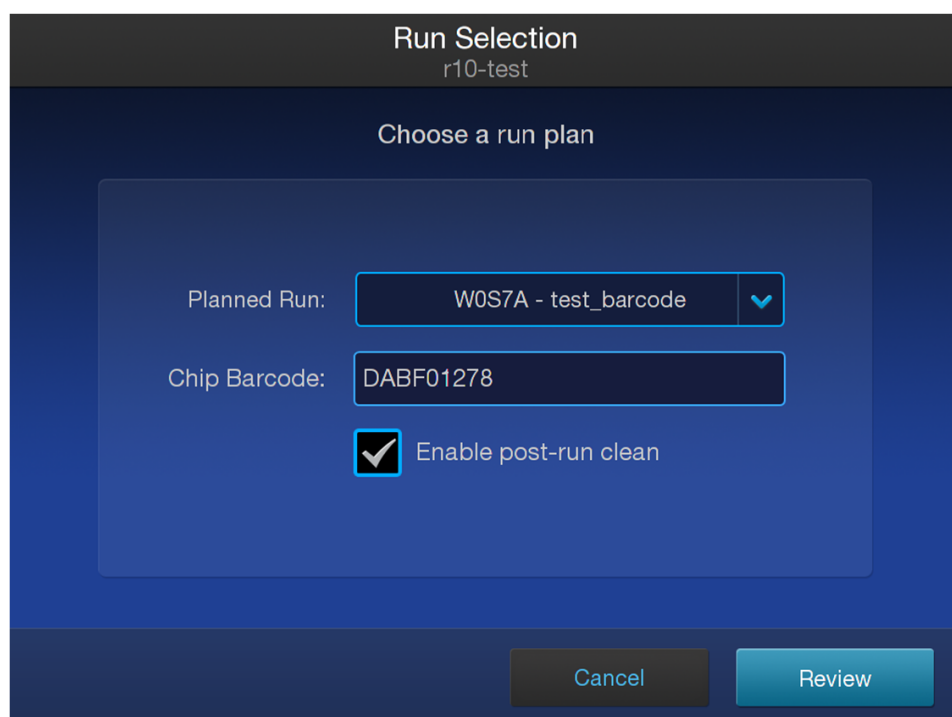 Run Selection
r10-test
Choose a run plan
Planned Run: W0S7A - test_barcode
Chip Barcode: DABF01278
Enable post-run clean
Cancel Review